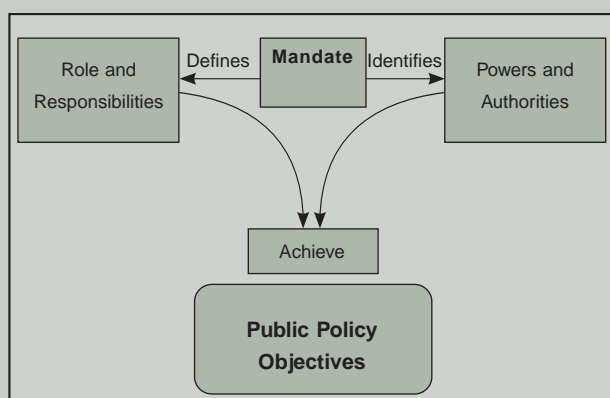 Role and
Responsibilities
Defines
Mandate
Identifies
Powers and
Authorities
Achieve
Public Policy
Objectives